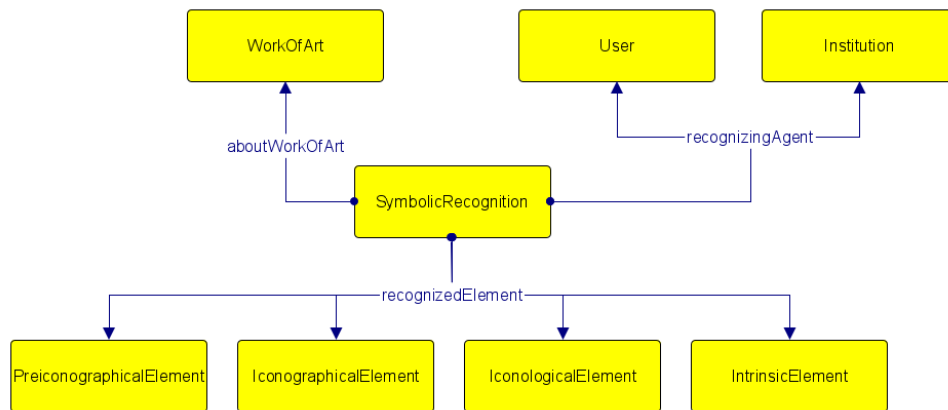 WorkOfArt
User
Institution
aboutWorkOfArt
recognizingAgent
SymbolicRecognition
recognizedElement
PreiconographicalElement
IconographicalElement
IconologicalElement
IntrinsicElement